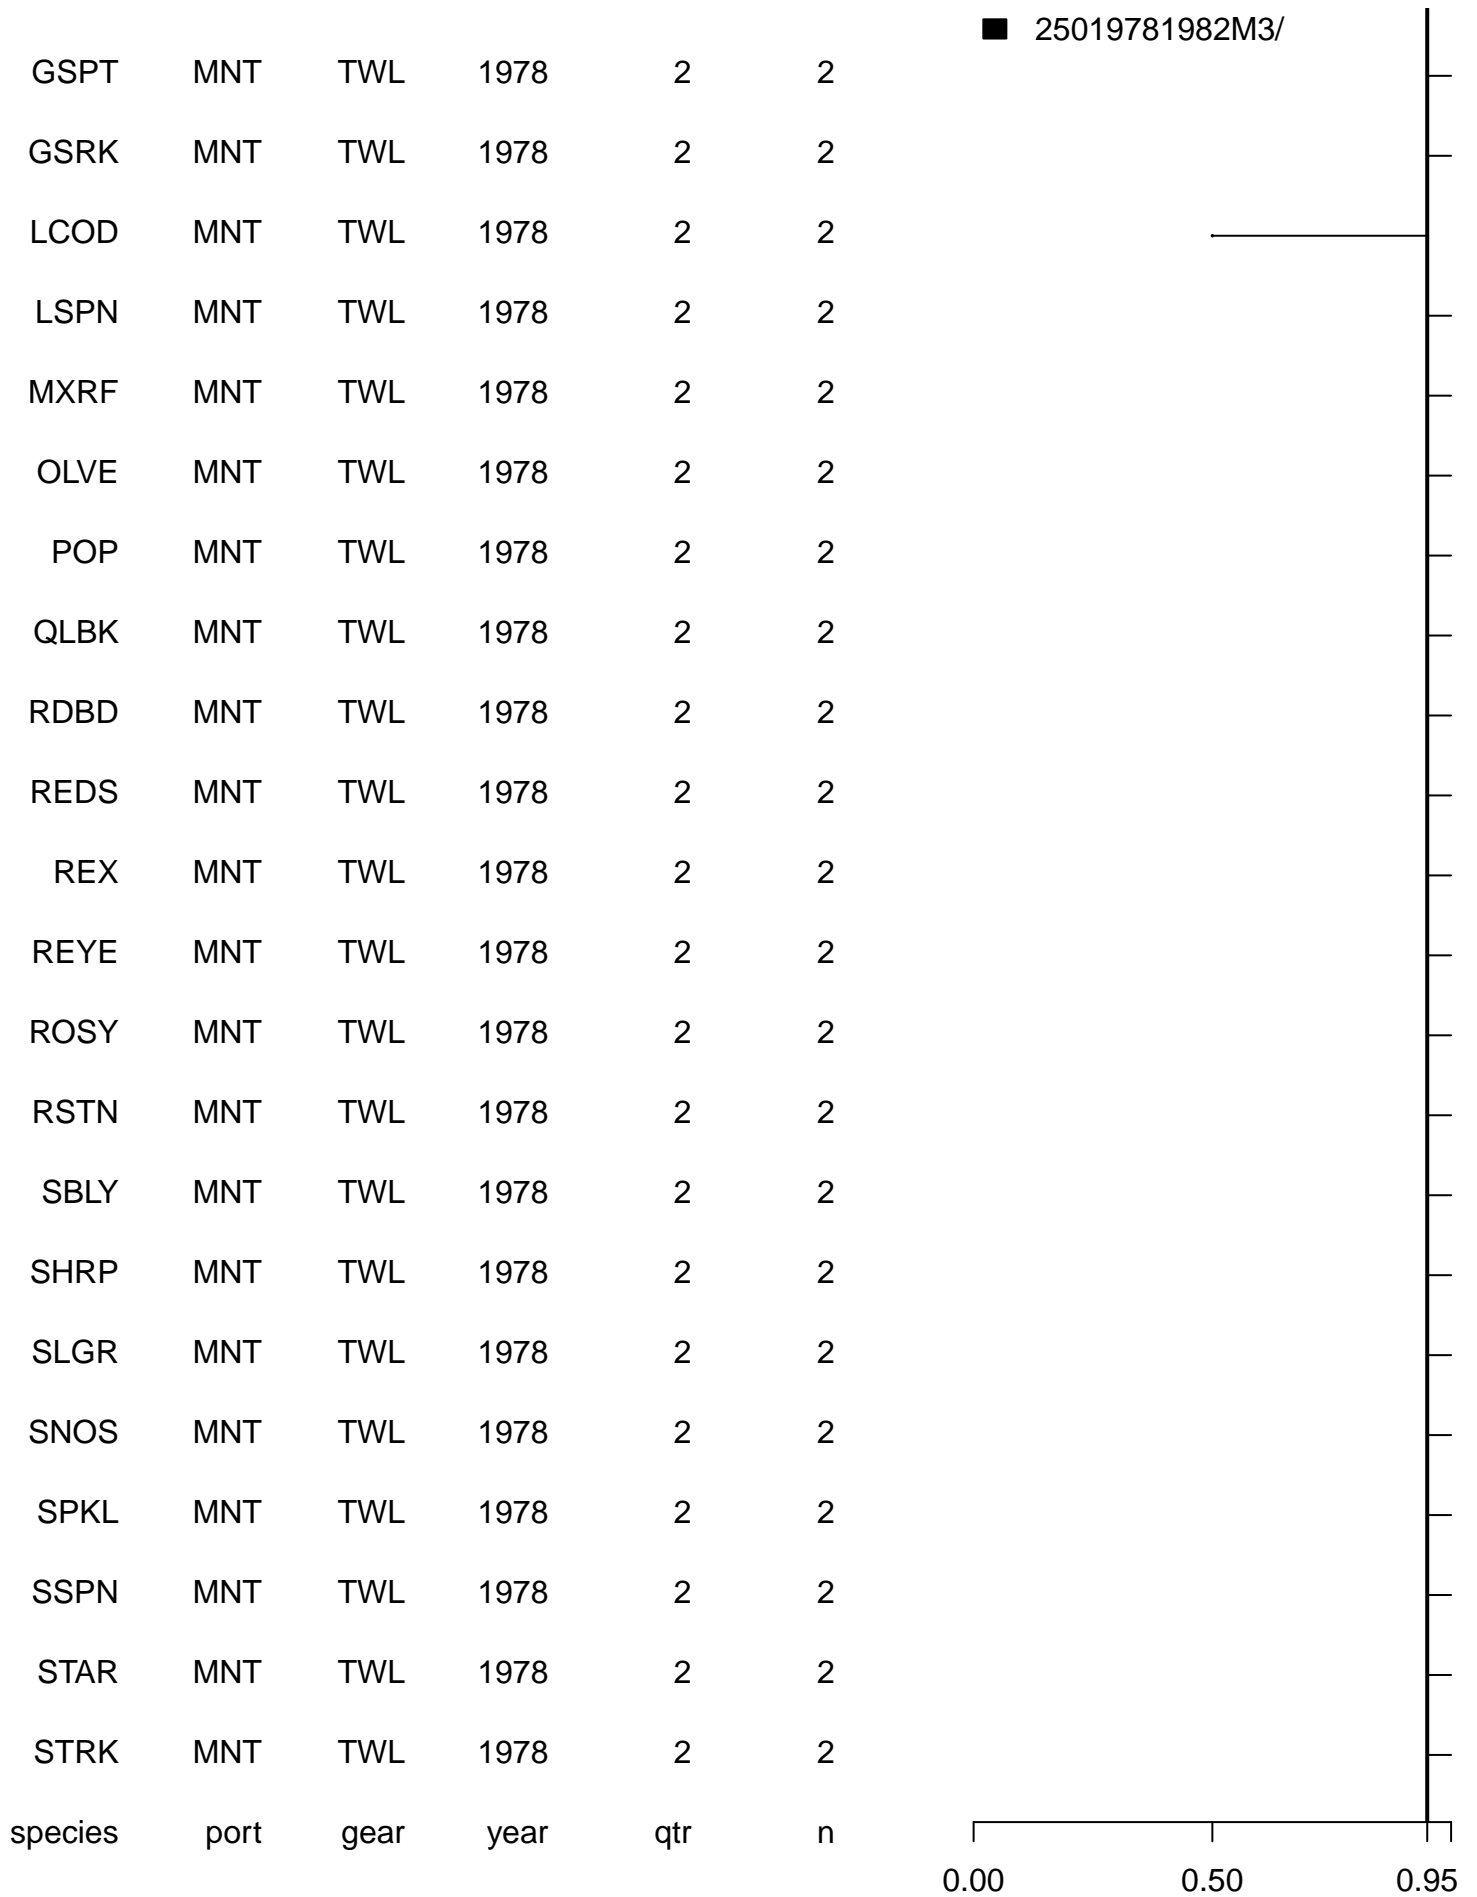 25019781982M3/
GSPT MNT TWL 1978 2 2
GSRK MNT TWL 1978 2 2
LCOD MNT TWL 1978 2 2
LSPN MNT TWL 1978 2 2
MXRF MNT TWL 1978 2 2
OLVE MNT TWL 1978 2 2
POP MNT TWL 1978 2 2
QLBK MNT TWL 1978 2 2
RDBD MNT TWL 1978 2 2
REDS MNT TWL 1978 2 2
REX MNT TWL 1978 2 2
REYE MNT TWL 1978 2 2
ROSY MNT TWL 1978 2 2
RSTN MNT TWL 1978 2 2
SBLY MNT TWL 1978 2 2
SHRP MNT TWL 1978 2 2
SLGR MNT TWL 1978 2 2
SNOS MNT TWL 1978 2 2
SPKL MNT TWL 1978 2 2
SSPN MNT TWL 1978 2 2
STAR MNT TWL 1978 2 2
STRK MNT TWL 1978 2 2
species port gear year qtr n
0.00 0.50 0.95